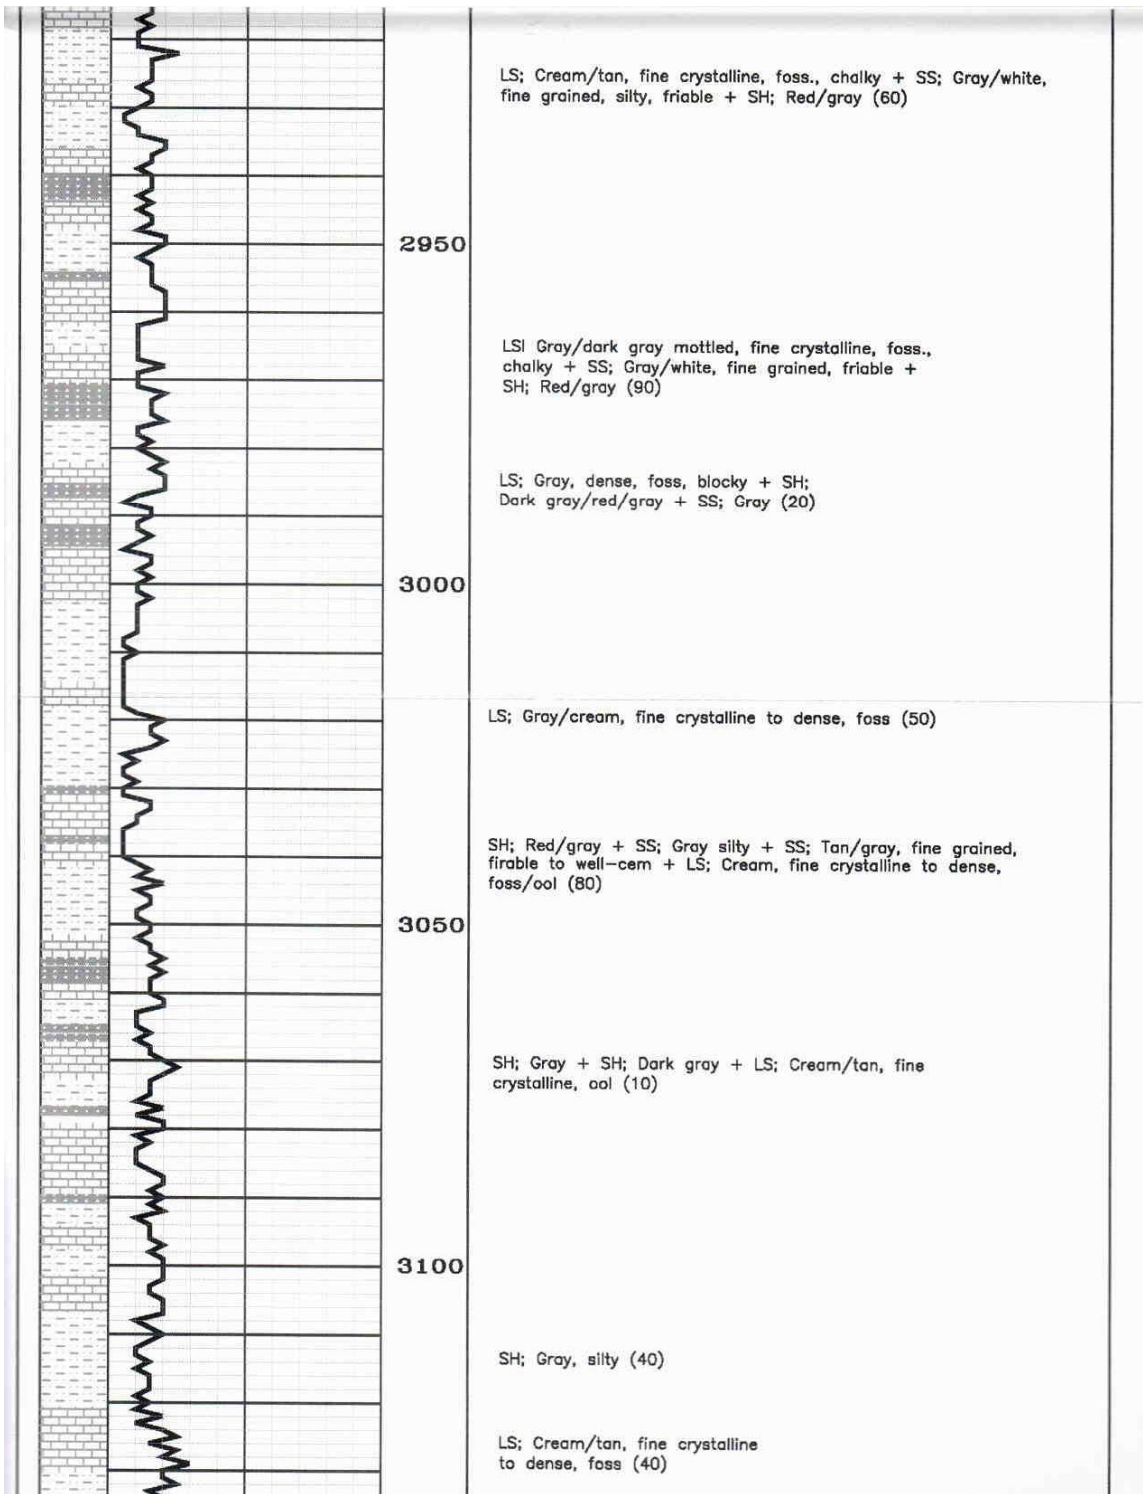 LS; Cream/tan, fine crystalline, foss., chalky + SS; Gray/white,
fine grained, silty, friable + SH; Red/gray (60)
2950
LSI Gray/dark gray mottled, fine crystalline, foss.,
chalky + SS; Gray/white, fine grained, friable +
SH; Red/gray (90)
LS; Gray, dense, foss, blocky + SH;
Dark gray/red/gray + SS; Gray (20)
3000
LS; Gray/cream, fine crystalline to dense, foss (50)
SH; Red/gray + SS; Gray silty + SS; Tan/gray, fine grained,
firable to well-cem + LS; Cream, fine crystalline to dense,
foss/ool (80)
3050
SH; Gray + SH; Dark gray + LS; Cream/tan, fine
crystalline, ool (10)
3100
SH; Gray, silty (40)
LS; Cream/tan, fine crystalline
to dense, foss (40)